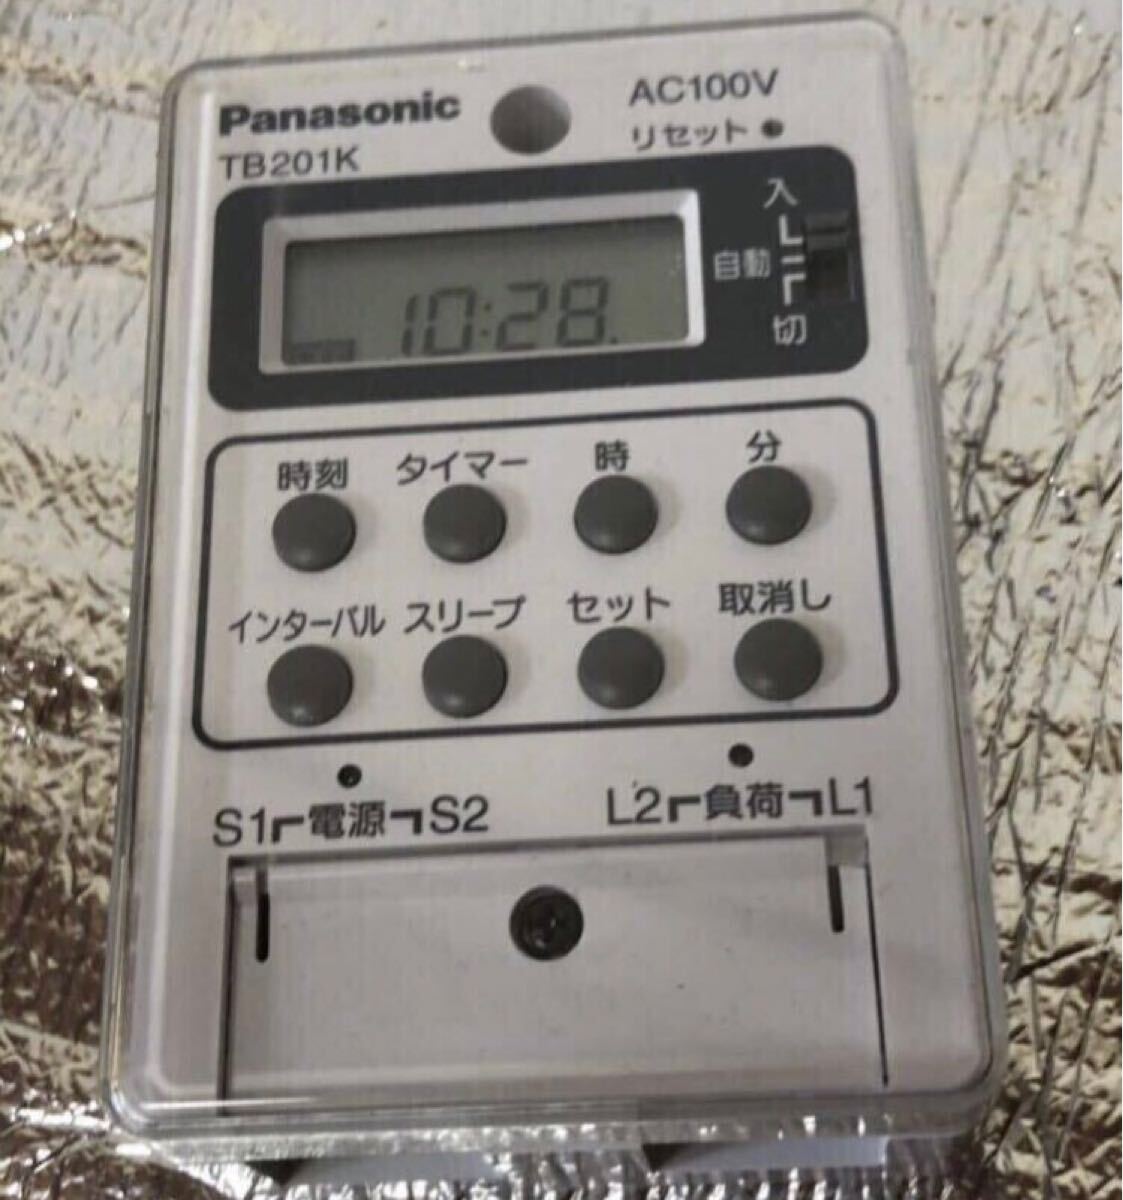 Panasonic
TB201K
AC100V
リセット
入
自動
切
10:28.
時刻 タイマー 時 分
インターバル スリープ セット 取消し
S1 電源 S2
L2 負荷 L1